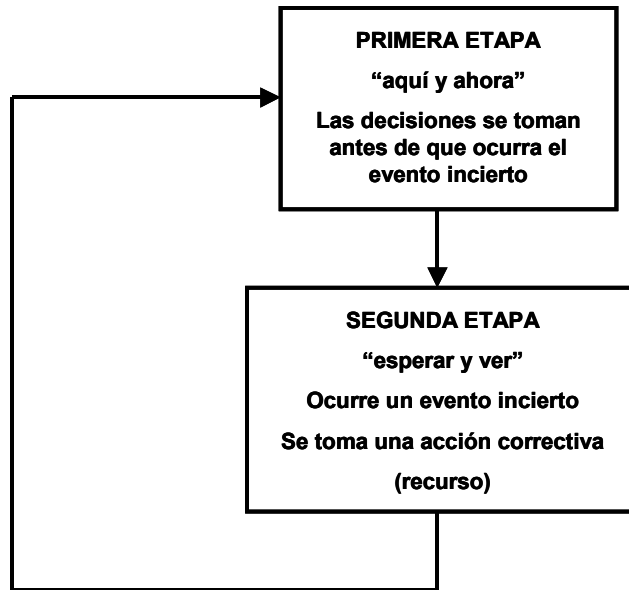 PRIMERA ETAPA
“aquí y ahora”
Las decisiones se toman
antes de que ocurra el
evento incierto
SEGUNDA ETAPA
“esperar y ver”
Ocurre un evento incierto
Se toma una acción correctiva
(recurso)